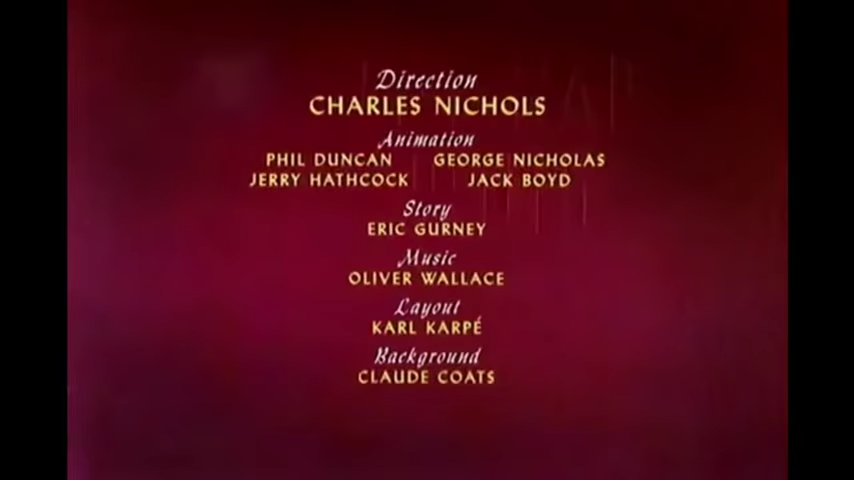 Direction
CHARLES NICHOLS
Animation
PHIL DUNCAN GEORGE NICHOLAS
JERRY HATHCOCK JACK BOYD
Story
ERIC GURNEY
Music
OLIVER WALLACE
Layout
KARL KARPÉ
Background
CLAUDE COATS